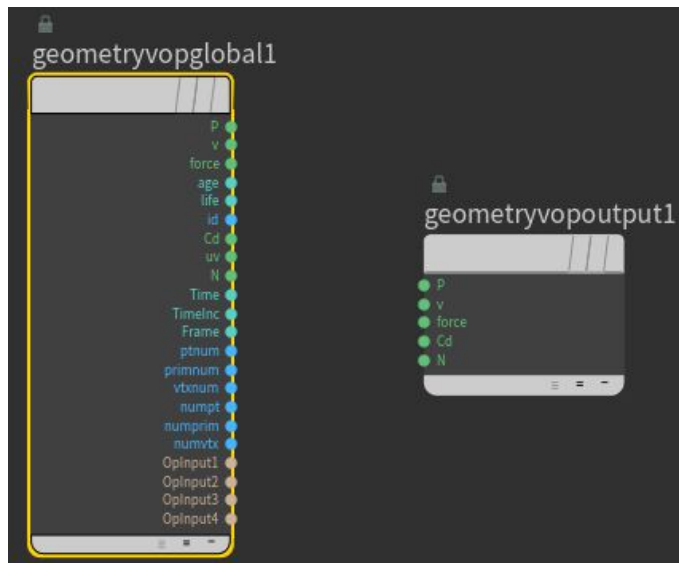 geometryvopglobal1
P
v
force
age
life
id
Cd
uv
N
Time
TimeInc
Frame
ptnum
primnum
vtxnum
numpt
numprim
numvtx
OpInput1
OpInput2
OpInput3
OpInput4
geometryvopoutput1
P
v
force
Cd
N